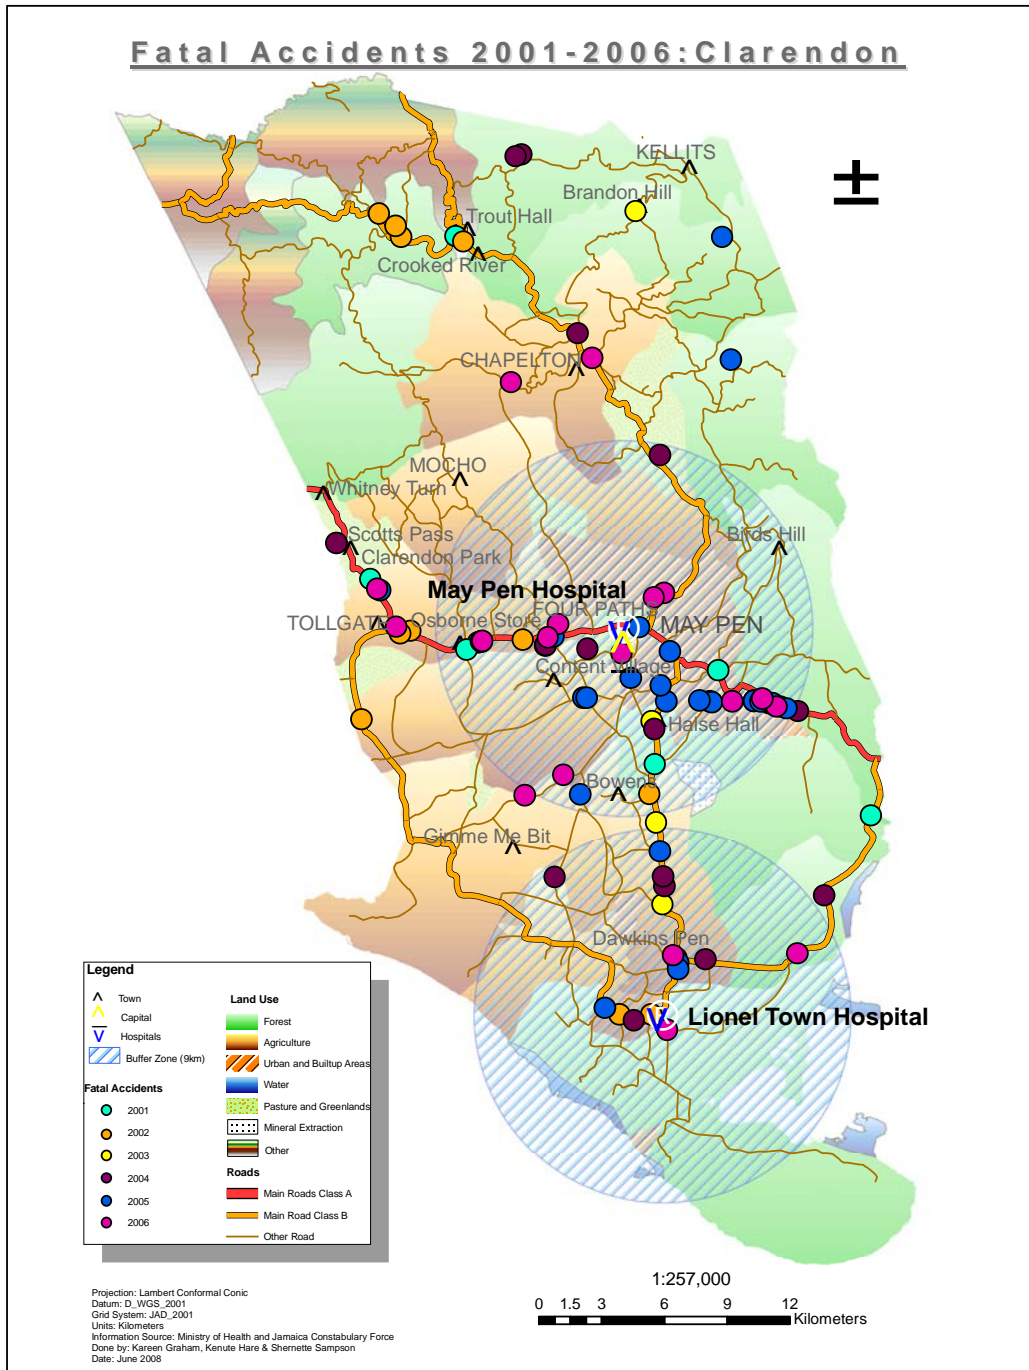 Fatal Accidents 2001-2006:Clarendon
KELLITS
Brandon Hill
Trout Hall
Crooked River
CHAPELTON
MOCHO
Whitney Turn
Scotts Pass
Birds Hill
Clarendon Park
May Pen Hospital
FOUR PATHS
TOLLGATE
Osborne Store
MAY PEN
Content Village
Halse Hall
Bowens
Gimme Me Bit
Dawkins Pen
Lionel Town Hospital
Legend
Town
Capital
Hospitals
Buffer Zone (9km)
Fatal Accidents
2001
2002
2003
2004
2005
2006
Land Use
Forest
Agriculture
Urban and Builtup Areas
Water
Pasture and Greenlands
Mineral Extraction
Other
Roads
Main Roads Class A
Main Road Class B
Other Road
1:257,000
0 1.5 3 6 9 12
Kilometers
Projection: Lambert Conformal Conic
Datum: D_WGS_2001
Grid System: JAD_2001
Units: Kilometers
Information Source: Ministry of Health and Jamaica Constabulary Force
Done by: Kareen Graham, Kenute Hare & Shernette Sampson
Date: June 2008